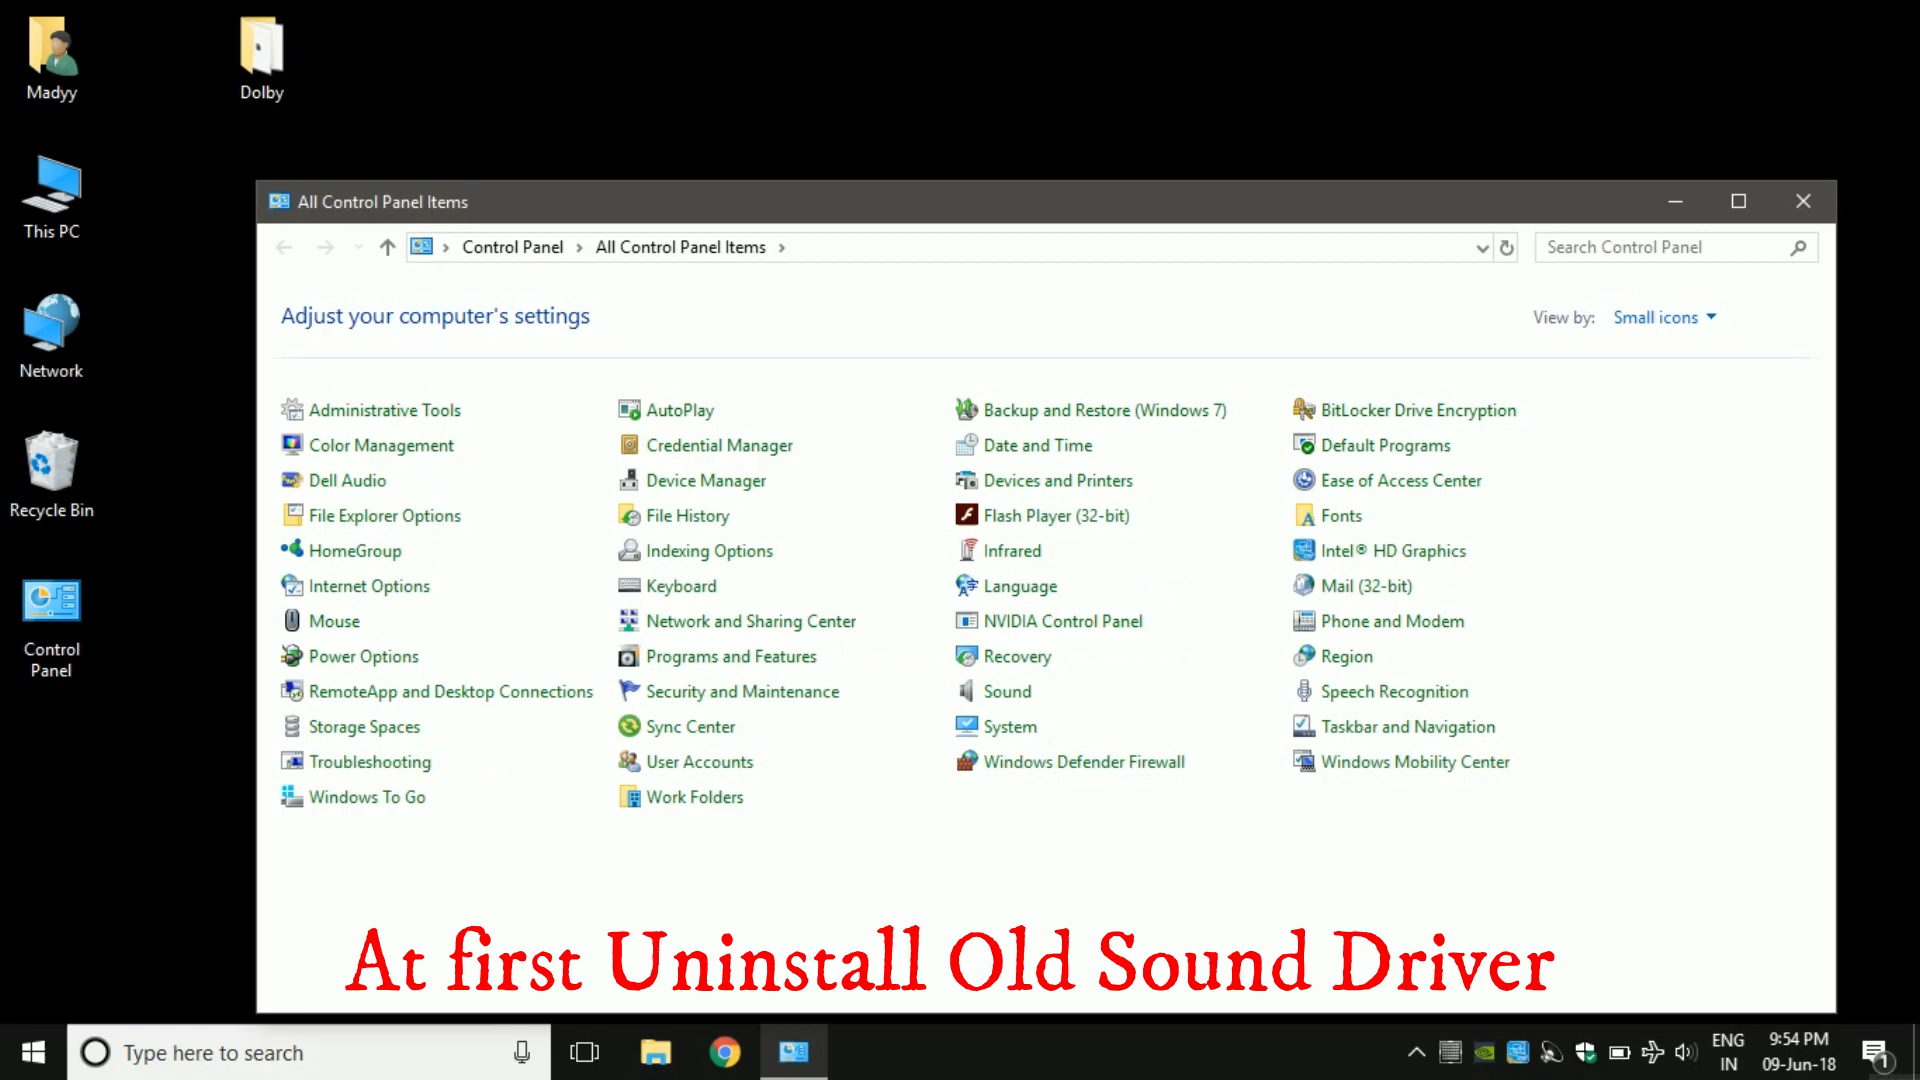 Madyy
Dolby
This PC
Network
Recycle Bin
Control
Panel
All Control Panel Items
Control Panel
All Control Panel Items
Search Control Panel
Adjust your computer's settings
View by: Small icons
Administrative Tools
AutoPlay
Backup and Restore (Windows 7)
BitLocker Drive Encryption
Color Management
Credential Manager
Date and Time
Default Programs
Dell Audio
Device Manager
Devices and Printers
Ease of Access Center
File Explorer Options
File History
Flash Player (32-bit)
Fonts
HomeGroup
Indexing Options
Infrared
Intel® HD Graphics
Internet Options
Keyboard
Language
Mail (32-bit)
Mouse
Network and Sharing Center
NVIDIA Control Panel
Phone and Modem
Power Options
Programs and Features
Recovery
Region
RemoteApp and Desktop Connections
Security and Maintenance
Sound
Speech Recognition
Storage Spaces
Sync Center
System
Taskbar and Navigation
Troubleshooting
User Accounts
Windows Defender Firewall
Windows Mobility Center
Windows To Go
Work Folders
At first Uninstall Old Sound Driver
Type here to search
ENG
IN
9:54 PM
09-Jun-18
1